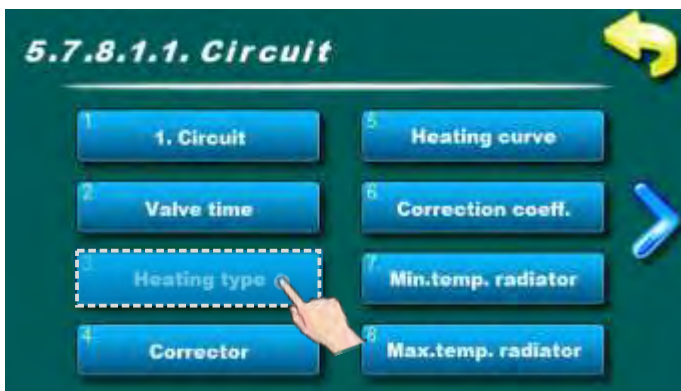 5.7.8.1.1. Circuit
1
1. Circuit
2
Valve time
3
Heating type
4
Corrector
5
Heating curve
6
Correction coeff.
7
Min.temp. radiator
8
Max.temp. radiator